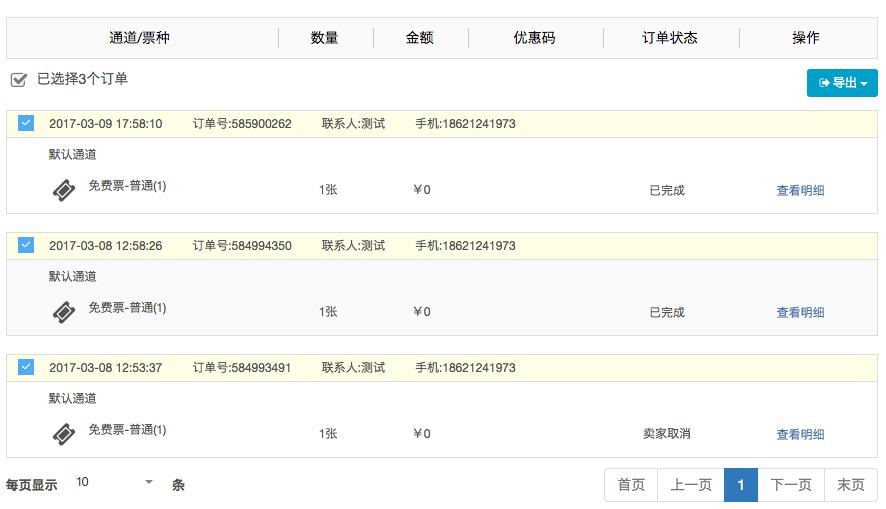 通道/票种 数量 金额 优惠码 订单状态 操作
已选择3个订单 导出
2017-03-09 17:58:10 订单号:585900262 联系人:测试 手机:18621241973
默认通道
免费票-普通(1) 1张 ￥0 已完成 查看明细
2017-03-08 12:58:26 订单号:584994350 联系人:测试 手机:18621241973
默认通道
免费票-普通(1) 1张 ￥0 已完成 查看明细
2017-03-08 12:53:37 订单号:584993491 联系人:测试 手机:18621241973
默认通道
免费票-普通(1) 1张 ￥0 卖家取消 查看明细
每页显示 10 条 首页 上一页 1 下一页 末页